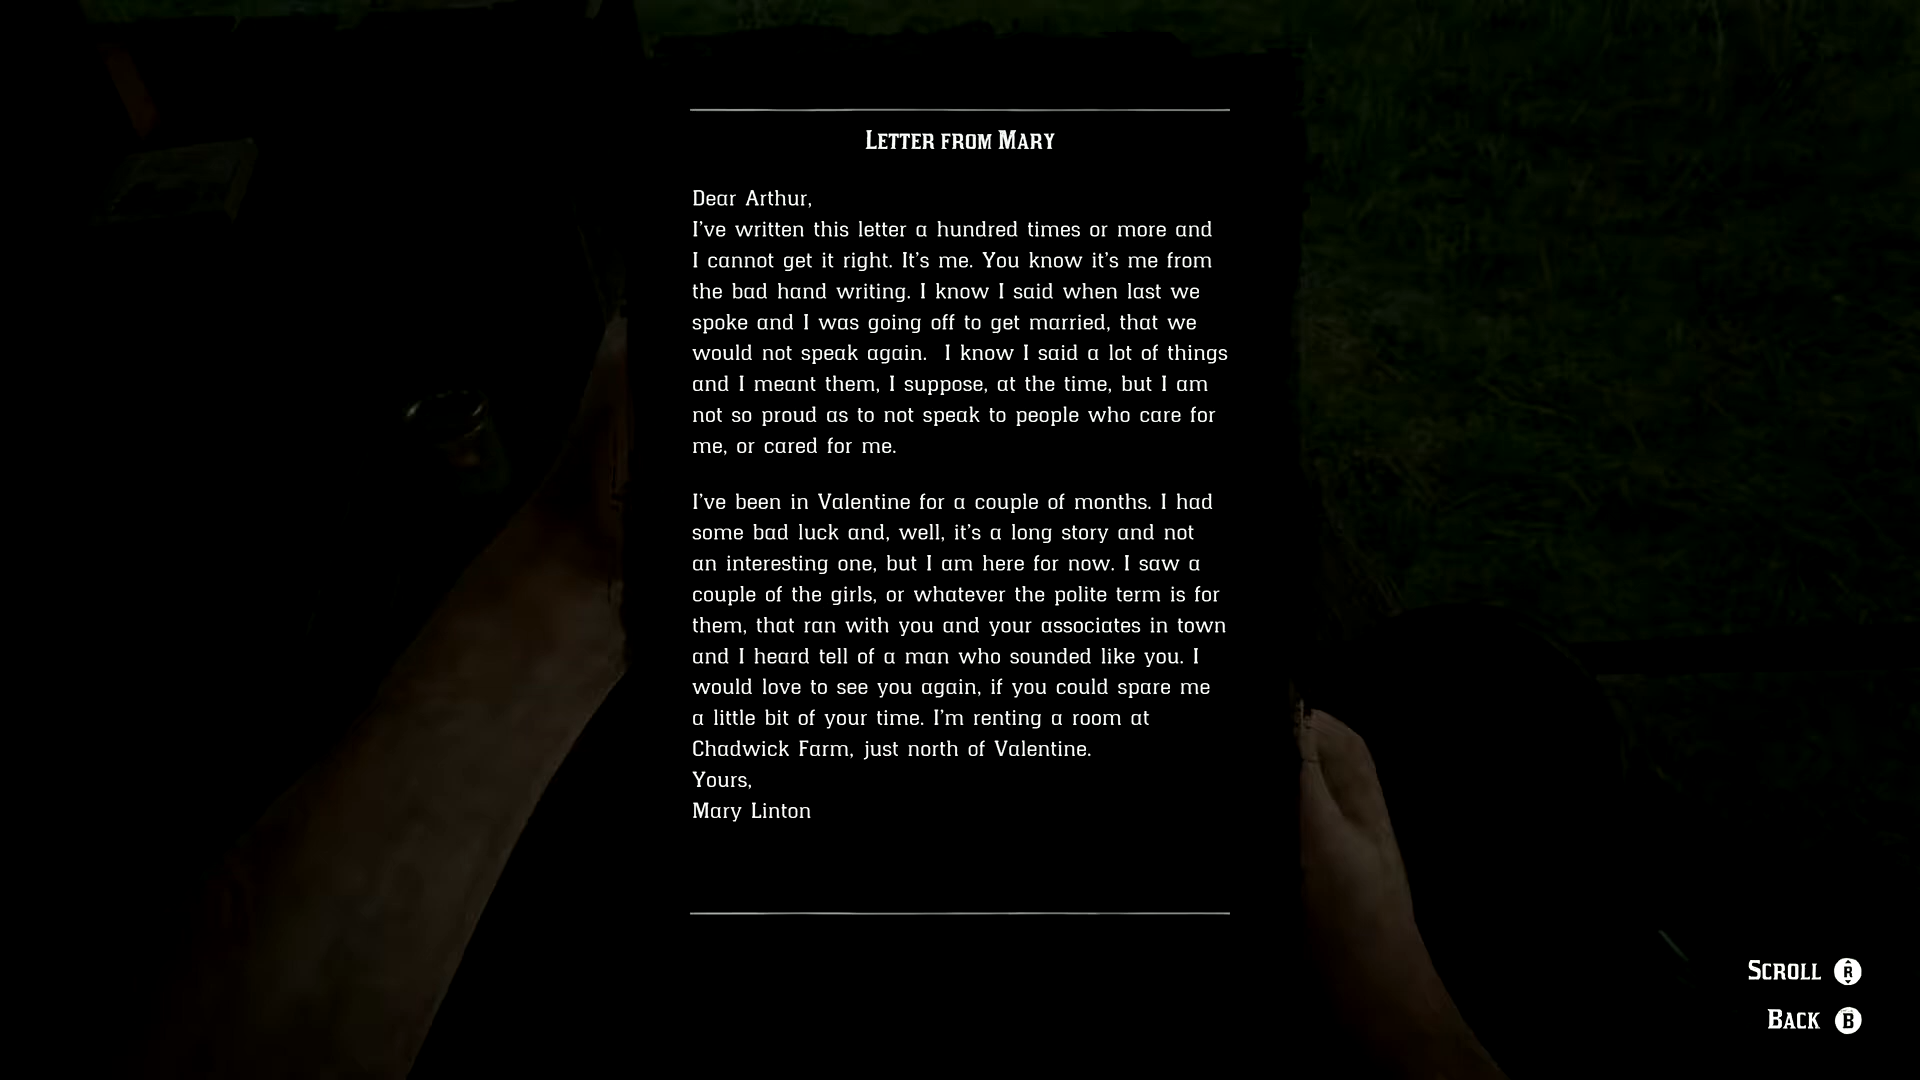 Letter from Mary
Dear Arthur,
I've written this letter a hundred times or more and
I cannot get it right. It's me. You know it's me from
the bad hand writing. I know I said when last we
spoke and I was going off to get married, that we
would not speak again.  I know I said a lot of things
and I meant them, I suppose, at the time, but I am
not so proud as to not speak to people who care for
me, or cared for me.
I've been in Valentine for a couple of months. I had
some bad luck and, well, it's a long story and not
an interesting one, but I am here for now. I saw a
couple of the girls, or whatever the polite term is for
them, that ran with you and your associates in town
and I heard tell of a man who sounded like you. I
would love to see you again, if you could spare me
a little bit of your time. I'm renting a room at
Chadwick Farm, just north of Valentine.
Yours,
Mary Linton
Scroll R
Back B